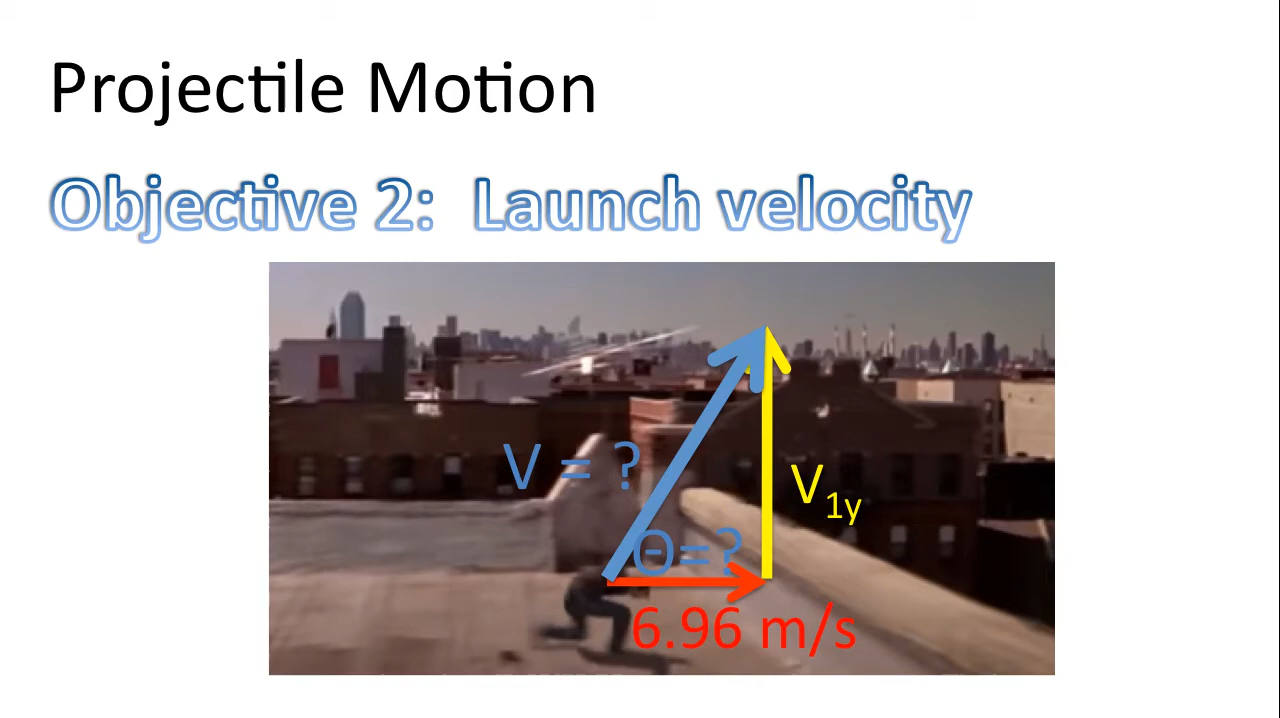 Projectile Motion
Objective 2: Launch velocity
V = ?
V1y
Θ=?
6.96 m/s